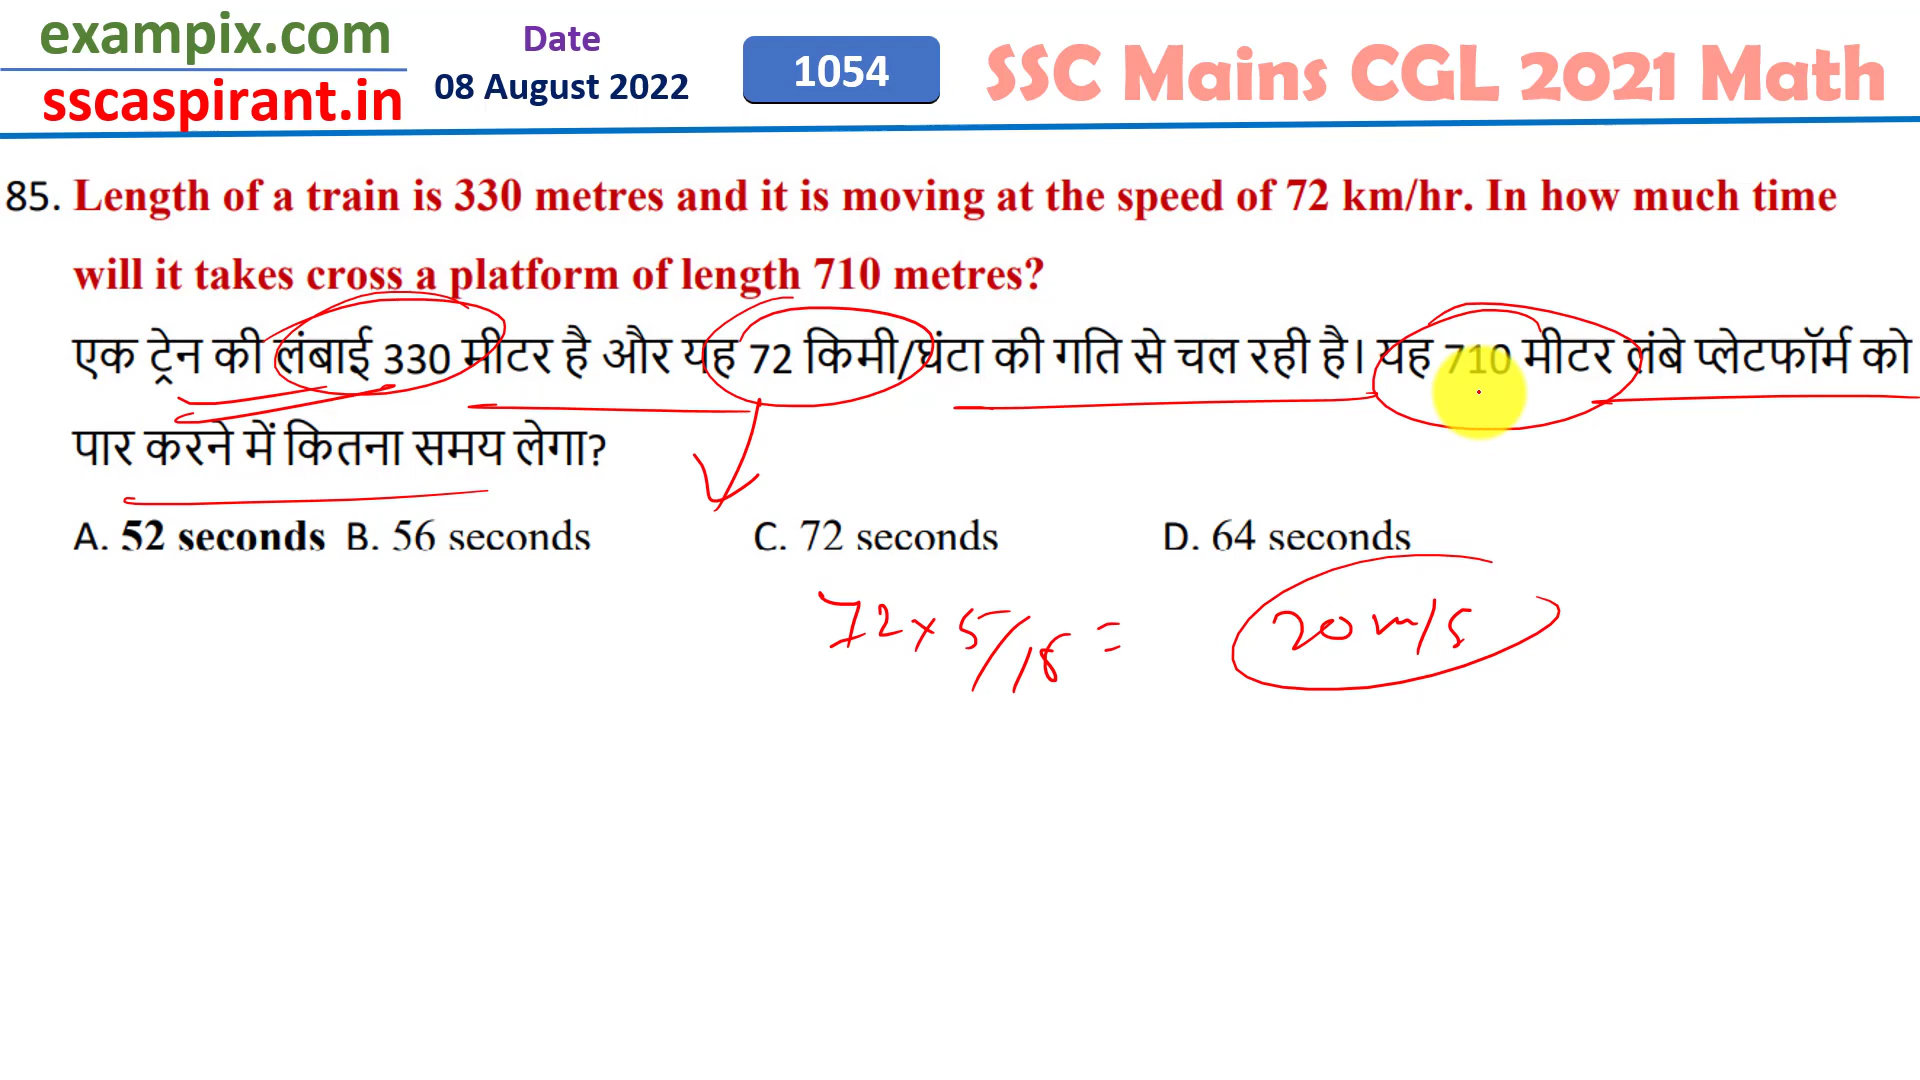 exampix.com
sscaspirant.in
Date
08 August 2022
1054
SSC Mains CGL 2021 Math
85. Length of a train is 330 metres and it is moving at the speed of 72 km/hr. In how much time
will it takes cross a platform of length 710 metres?
एक ट्रेन की लंबाई 330 मीटर है और यह 72 किमी/घंटा की गति से चल रही है। यह 710 मीटर लंबे प्लेटफॉर्म को
पार करने में कितना समय लेगा?
A. 52 seconds B. 56 seconds C. 72 seconds D. 64 seconds
72 × 5/18 = 20 m/s